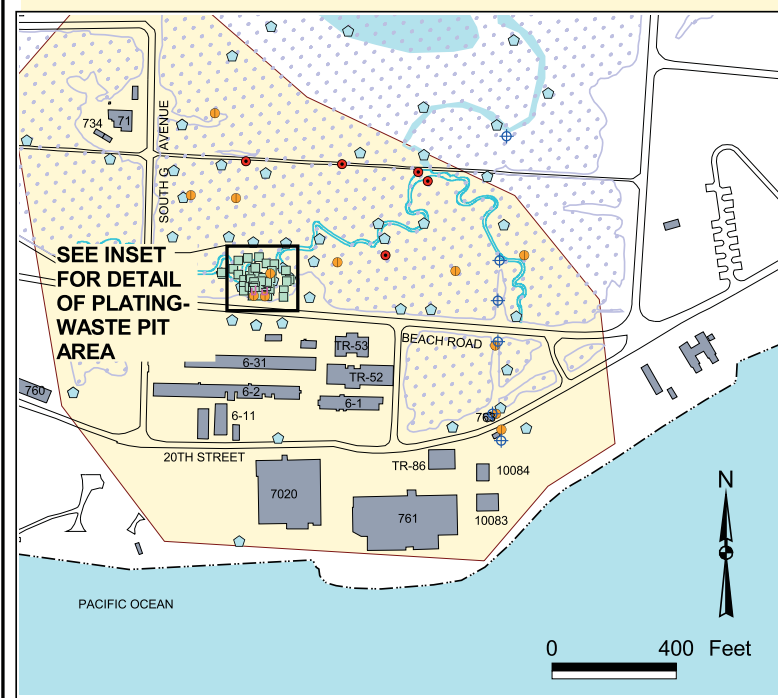 734
71
SOUTH G AVENUE
SEE INSET
FOR DETAIL
OF PLATING-
WASTE PIT
AREA
TR-53
BEACH ROAD
6-31
TR-52
760
6-2
6-1
6-11
763
20TH STREET
TR-86
10084
7020
761
10083
N
PACIFIC OCEAN
0 400 Feet